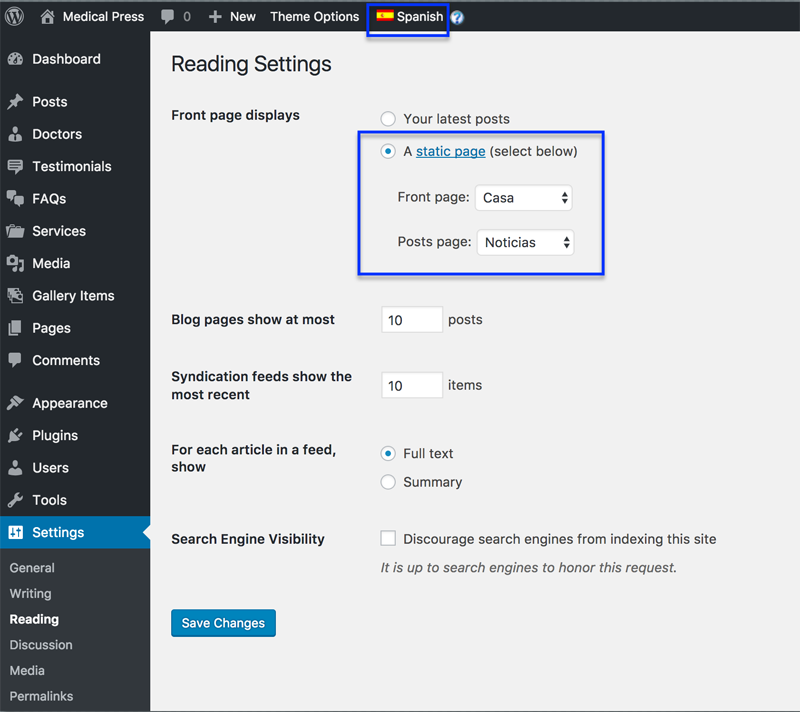 Medical Press 0 New Theme Options Spanish ?
Dashboard
Posts
Doctors
Testimonials
FAQs
Services
Media
Gallery Items
Pages
Comments
Appearance
Plugins
Users
Tools
Settings
General
Writing
Reading
Discussion
Media
Permalinks
Reading Settings
Front page displays
Your latest posts
A static page (select below)
Front page: Casa
Posts page: Noticias
Blog pages show at most 10 posts
Syndication feeds show the
most recent
10 items
For each article in a feed,
show
Full text
Summary
Search Engine Visibility
Discourage search engines from indexing this site
It is up to search engines to honor this request.
Save Changes